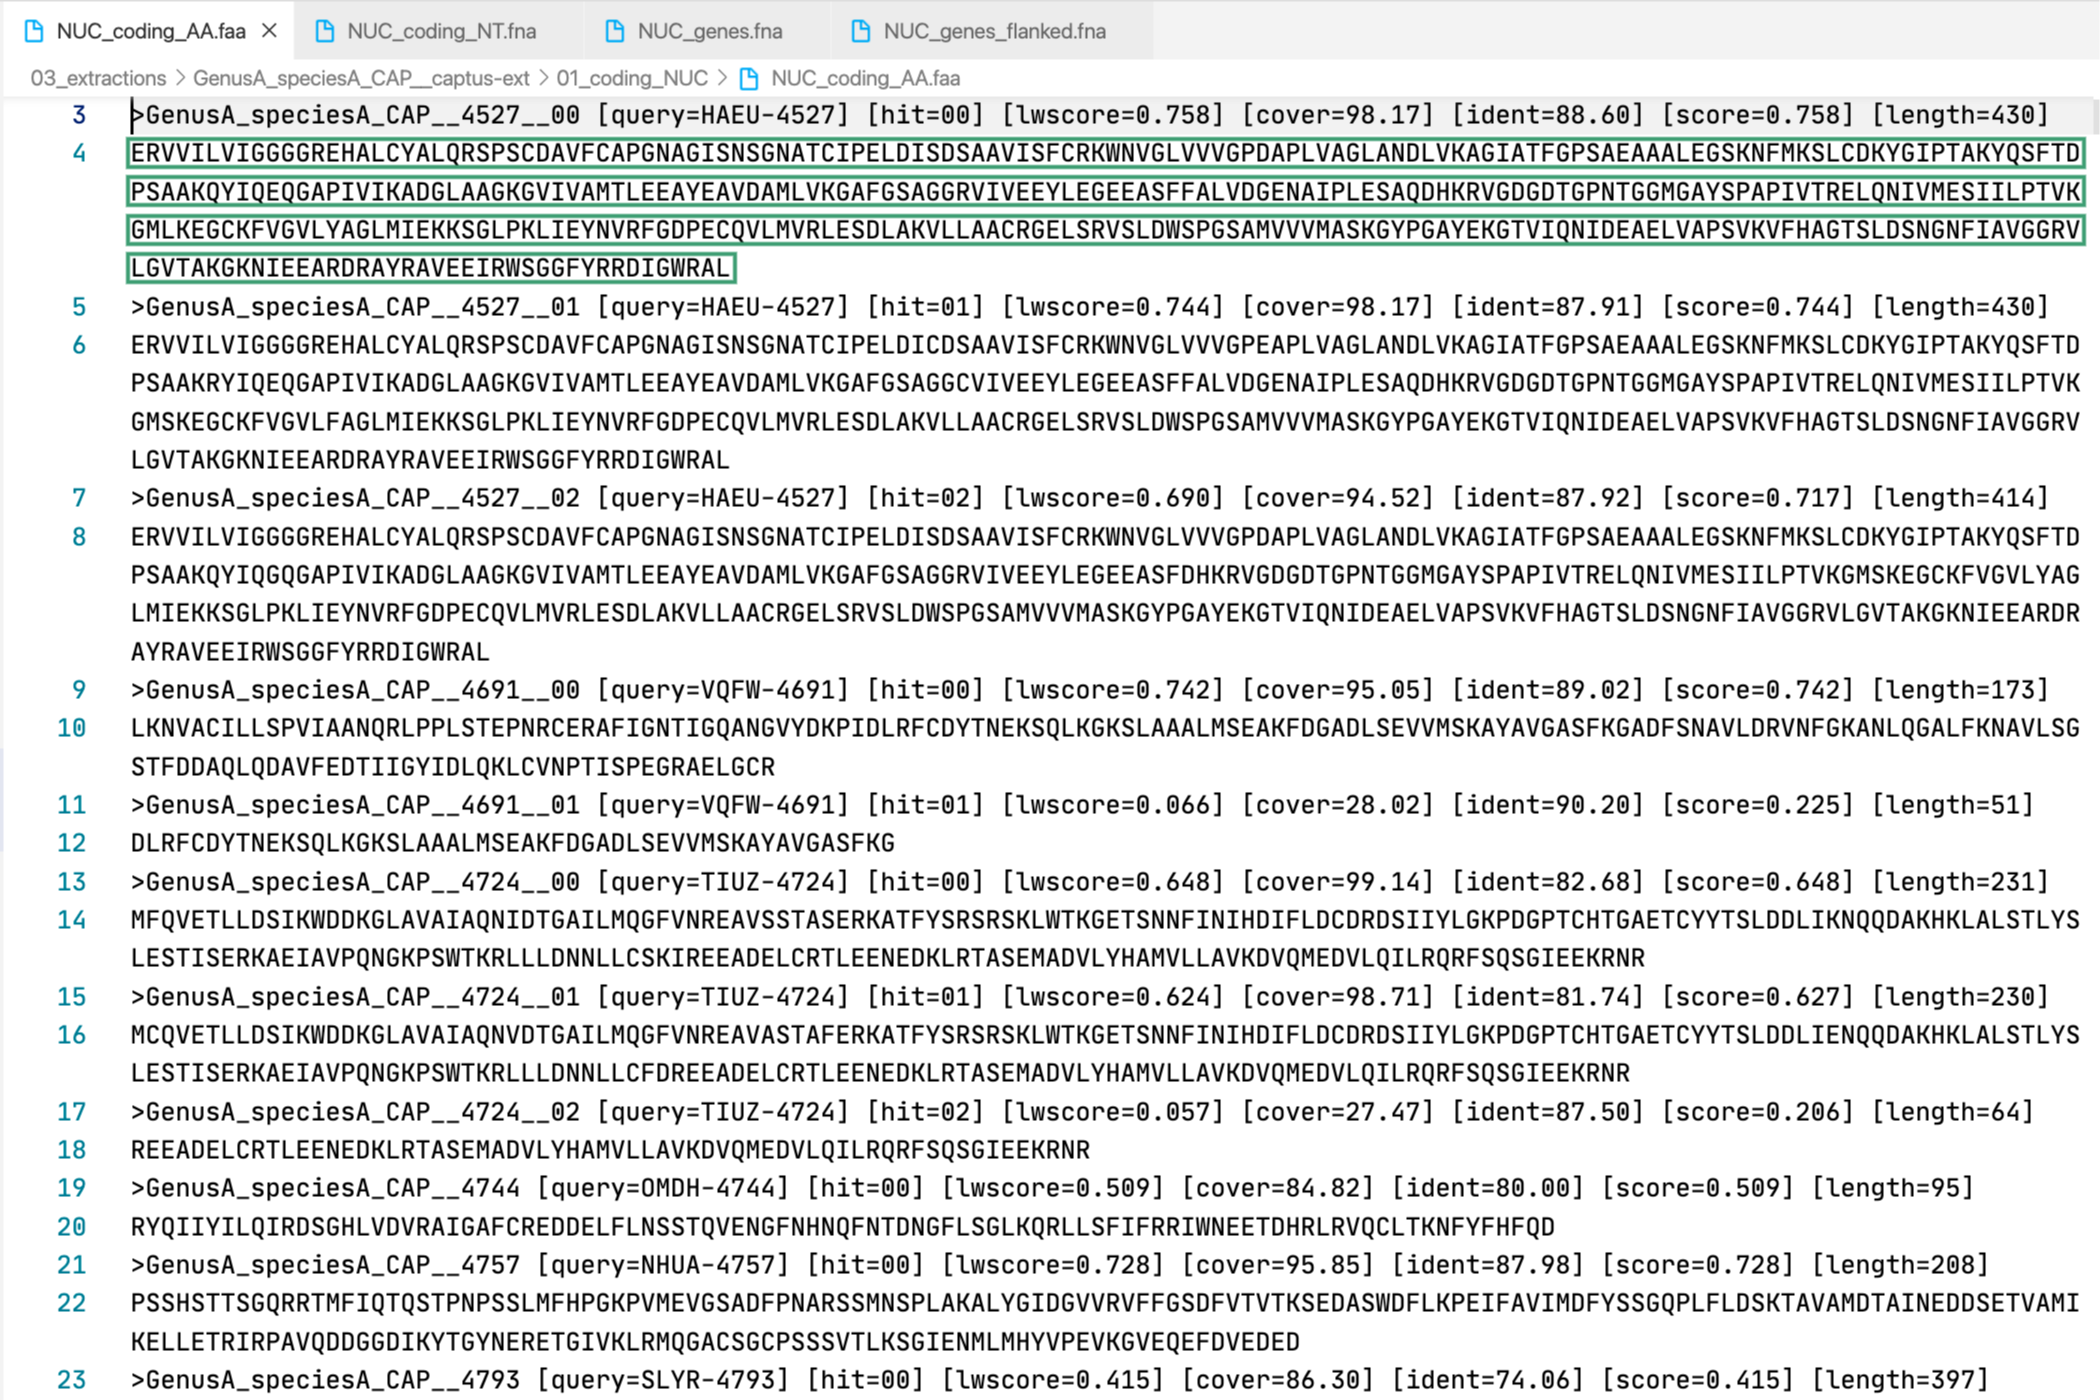 NUC_coding_AA.faa NUC_coding_NT.fna NUC_genes.fna NUC_genes_flanked.fna
03_extractions > GenusA_speciesA_CAP__captus-ext > 01_coding_NUC > NUC_coding_AA.faa
3 >GenusA_speciesA_CAP__4527__00 [query=HAEU-4527] [hit=00] [lwscore=0.758] [cover=98.17] [ident=88.60] [score=0.758] [length=430]
4 ERVVILVIGGGGREHALCYALQRSPSCDAVFCAPGNAGISNSGNATCIPELDISDSAAVISFCRKWNVGLVVVGPDAPLVAGLANDLVKAGIATFGPSAEAAALEGSKNFMKSLCDKYGIPTAKYQSFTD
PSAAKQYIQEQGAPIVIKADGLAAGKGVIVAMTLEEAYEAVDAMLVKGAFGSAGGRVIVEEYLEGEEASFFALVDGENAIPLESAQDHKRVGDGDTGPNTGGMGAYSPAPIVTRELQNIVMESIILPTVK
GMLKEGCKFVGVLYAGLMIEKKSGLPKLIEYNVRFGDPECQVLMVRLESDLAKVLLAACRGELSRVSLDWSPGSAMVVVMASKGYPGAYEKGTVIQNIDEAELVAPSVKVFHAGTSLDSNGNFIAVGGRV
LGVTAKGKNIEEARDRAYRAVEEIRWSGGFYRRDIGWRAL
5 >GenusA_speciesA_CAP__4527__01 [query=HAEU-4527] [hit=01] [lwscore=0.744] [cover=98.17] [ident=87.91] [score=0.744] [length=430]
6 ERVVILVIGGGGREHALCYALQRSPSCDAVFCAPGNAGISNSGNATCIPELDICDSAAVISFCRKWNVGLVVVGPEAPLVAGLANDLVKAGIATFGPSAEAAALEGSKNFMKSLCDKYGIPTAKYQSFTD
PSAAKRYIQEQGAPIVIKADGLAAGKGVIVAMTLEEAYEAVDAMLVKGAFGSAGGCVIVEEYLEGEEASFFALVDGENAIPLESAQDHKRVGDGDTGPNTGGMGAYSPAPIVTRELQNIVMESIILPTVK
GMSKEGCKFVGVLFAGLMIEKKSGLPKLIEYNVRFGDPECQVLMVRLESDLAKVLLAACRGELSRVSLDWSPGSAMVVVMASKGYPGAYEKGTVIQNIDEAELVAPSVKVFHAGTSLDSNGNFIAVGGRV
LGVTAKGKNIEEARDRAYRAVEEIRWSGGFYRRDIGWRAL
7 >GenusA_speciesA_CAP__4527__02 [query=HAEU-4527] [hit=02] [lwscore=0.690] [cover=94.52] [ident=87.92] [score=0.717] [length=414]
8 ERVVILVIGGGGREHALCYALQRSPSCDAVFCAPGNAGISNSGNATCIPELDISDSAAVISFCRKWNVGLVVVGPDAPLVAGLANDLVKAGIATFGPSAEAAALEGSKNFMKSLCDKYGIPTAKYQSFTD
PSAAKQYIQGQGAPIVIKADGLAAGKGVIVAMTLEEAYEAVDAMLVKGAFGSAGGRVIVEEYLEGEEASFDHKRVGDGDTGPNTGGMGAYSPAPIVTRELQNIVMESIILPTVKGMSKEGCKFVGVLYAG
LMIEKKSGLPKLIEYNVRFGDPECQVLMVRLESDLAKVLLAACRGELSRVSLDWSPGSAMVVVMASKGYPGAYEKGTVIQNIDEAELVAPSVKVFHAGTSLDSNGNFIAVGGRVLGVTAKGKNIEEARDR
AYRAVEEIRWSGGFYRRDIGWRAL
9 >GenusA_speciesA_CAP__4691__00 [query=VQFW-4691] [hit=00] [lwscore=0.742] [cover=95.05] [ident=89.02] [score=0.742] [length=173]
10 LKNVACILLSPVIAANQRLPPLSTEPNRCERAFIGNTIGQANGVYDKPIDLRFCDYTNEKSQLKGKSLAAALMSEAKFDGADLSEVVMSKAYAVGASFKGADFSNAVLDRVNFGKANLQGALFKNAVLSG
STFDDAQLQDAVFEDTIIGYIDLQKLCVNPTISPEGRAELGCR
11 >GenusA_speciesA_CAP__4691__01 [query=VQFW-4691] [hit=01] [lwscore=0.066] [cover=28.02] [ident=90.20] [score=0.225] [length=51]
12 DLRFCDYTNEKSQLKGKSLAAALMSEAKFDGADLSEVVMSKAYAVGASFKG
13 >GenusA_speciesA_CAP__4724__00 [query=TIUZ-4724] [hit=00] [lwscore=0.648] [cover=99.14] [ident=82.68] [score=0.648] [length=231]
14 MFQVETLLDSIKWDDKGLAVAIAQNIDTGAILMQGFVNREAVSSTASERKATFYSRSRSKLWTKGETSNNFINIHDIFLDCDRDSIIYLGKPDGPTCHTGAETCYYTSLDDLIKNQQDAKHKLALSTLYS
LESTISERKAEIAVPQNGKPSWTKRLLLDNNLLCSKIREEADELCRTLEENEDKLRTASEMADVLYHAMVLLAVKDVQMEDVLQILRQRFSQSGIEEKRNR
15 >GenusA_speciesA_CAP__4724__01 [query=TIUZ-4724] [hit=01] [lwscore=0.624] [cover=98.71] [ident=81.74] [score=0.627] [length=230]
16 MCQVETLLDSIKWDDKGLAVAIAQNVDTGAILMQGFVNREAVASTAFERKATFYSRSRSKLWTKGETSNNFINIHDIFLDCDRDSIIYLGKPDGPTCHTGAETCYYTSLDDLIENQQDAKHKLALSTLYS
LESTISERKAEIAVPQNGKPSWTKRLLLDNNLLCFDREEADELCRTLEENEDKLRTASEMADVLYHAMVLLAVKDVQMEDVLQILRQRFSQSGIEEKRNR
17 >GenusA_speciesA_CAP__4724__02 [query=TIUZ-4724] [hit=02] [lwscore=0.057] [cover=27.47] [ident=87.50] [score=0.206] [length=64]
18 REEADELCRTLEENEDKLRTASEMADVLYHAMVLLAVKDVQMEDVLQILRQRFSQSGIEEKRNR
19 >GenusA_speciesA_CAP__4744 [query=OMDH-4744] [hit=00] [lwscore=0.509] [cover=84.82] [ident=80.00] [score=0.509] [length=95]
20 RYQIIYILQIRDSGHLVDVRAIGAFCREDDELFLNSSTQVENGFNHNQFNTDNGFLSGLKQRLLSFIFRRIWNEETDHRLRVQCLTKNFYFHFQD
21 >GenusA_speciesA_CAP__4757 [query=NHUA-4757] [hit=00] [lwscore=0.728] [cover=95.85] [ident=87.98] [score=0.728] [length=208]
22 PSSHSTTSGQRRTMFIQTQSTPNPSSLMFHPGKPVMEVGSADFPNARSSMNSPLAKALYGIDGVVRVFFGSDFVTVTKSEDASWDFLKPEIFAVIMDFYSSGQPLFLDSKTAVAMDTAINEDDSETVAMI
KELLETRIRPAVQDDGGDIKYTGYNERETGIVKLRMQGACSGCPSSSVTLKSGIENMLMHYVPEVKGVEQEFDVEDED
23 >GenusA_speciesA_CAP__4793 [query=SLYR-4793] [hit=00] [lwscore=0.415] [cover=86.30] [ident=74.06] [score=0.415] [length=397]